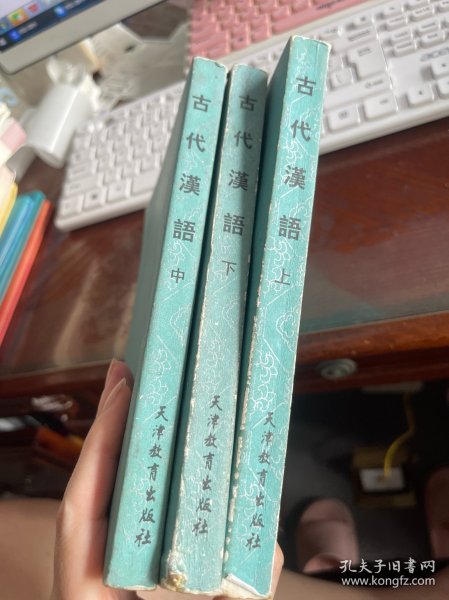 古代漢語 中
天津教育出版社
古代漢語 下
天津教育出版社
古代漢語 上
天津教育出版社
孔夫子旧书网
www.kongfz.com